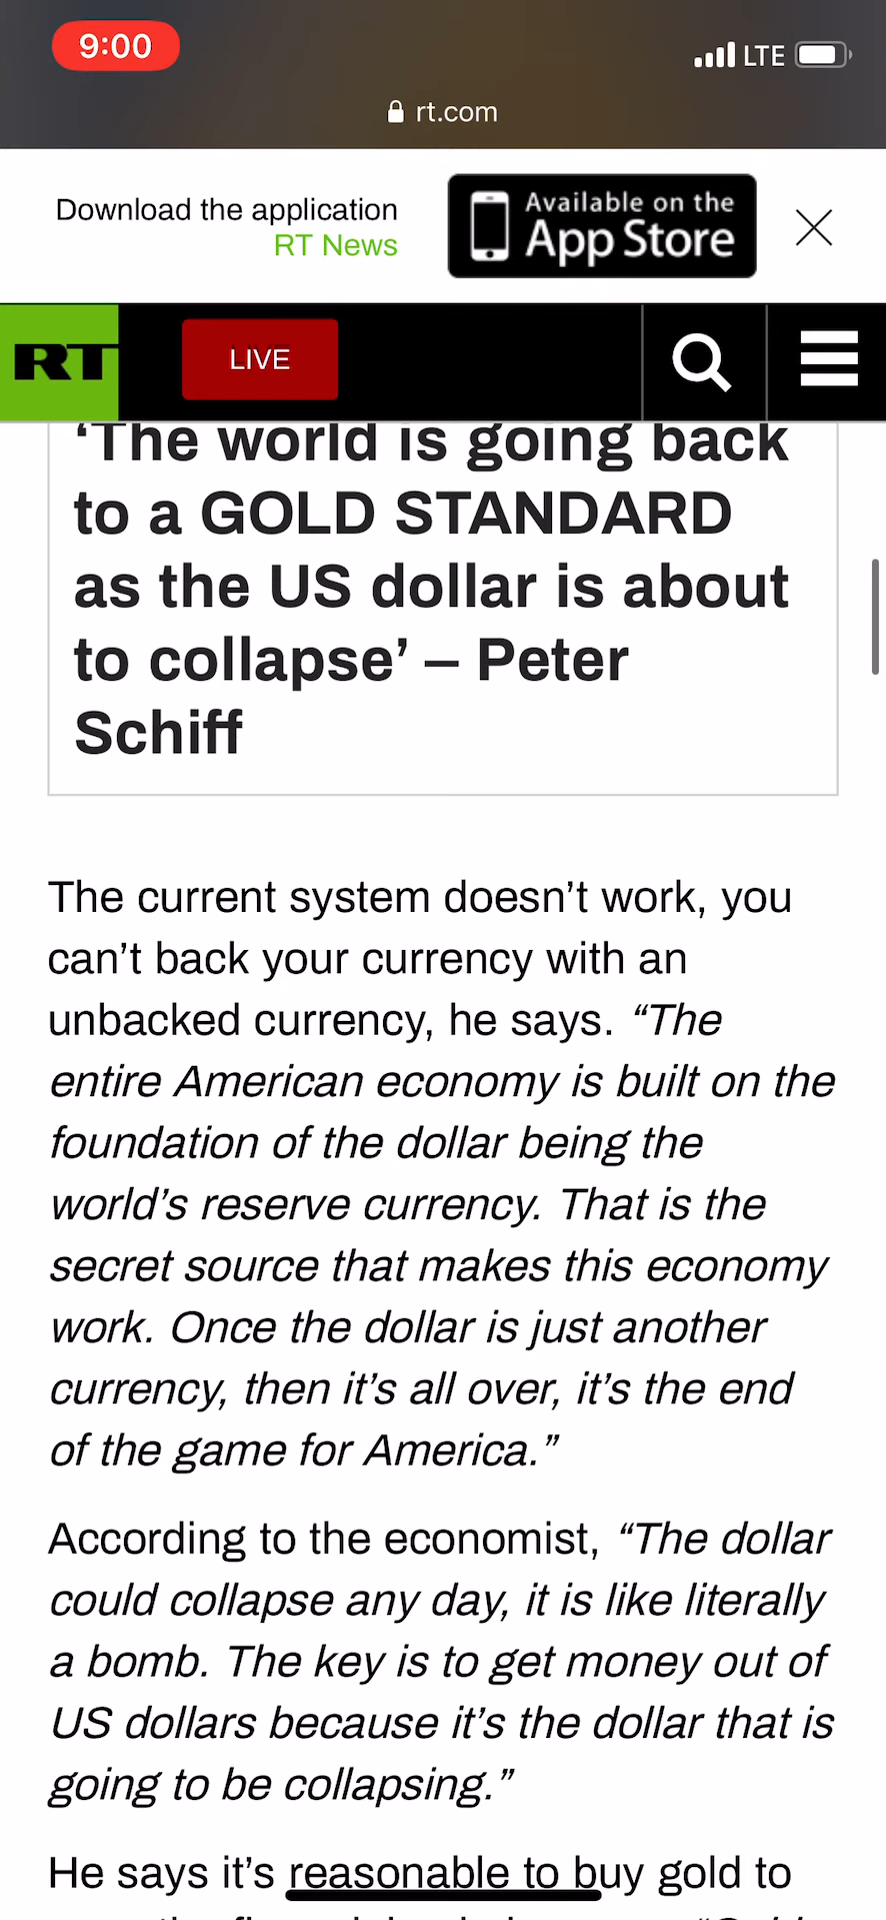 9:00
LTE
rt.com
Download the application
RT News
Available on the
App Store
RT
LIVE
‘The world is going back
to a GOLD STANDARD
as the US dollar is about
to collapse’ – Peter
Schiff
The current system doesn’t work, you
can’t back your currency with an
unbacked currency, he says. “The
entire American economy is built on the
foundation of the dollar being the
world’s reserve currency. That is the
secret source that makes this economy
work. Once the dollar is just another
currency, then it’s all over, it’s the end
of the game for America.”
According to the economist, “The dollar
could collapse any day, it is like literally
a bomb. The key is to get money out of
US dollars because it’s the dollar that is
going to be collapsing.”
He says it’s reasonable to buy gold to